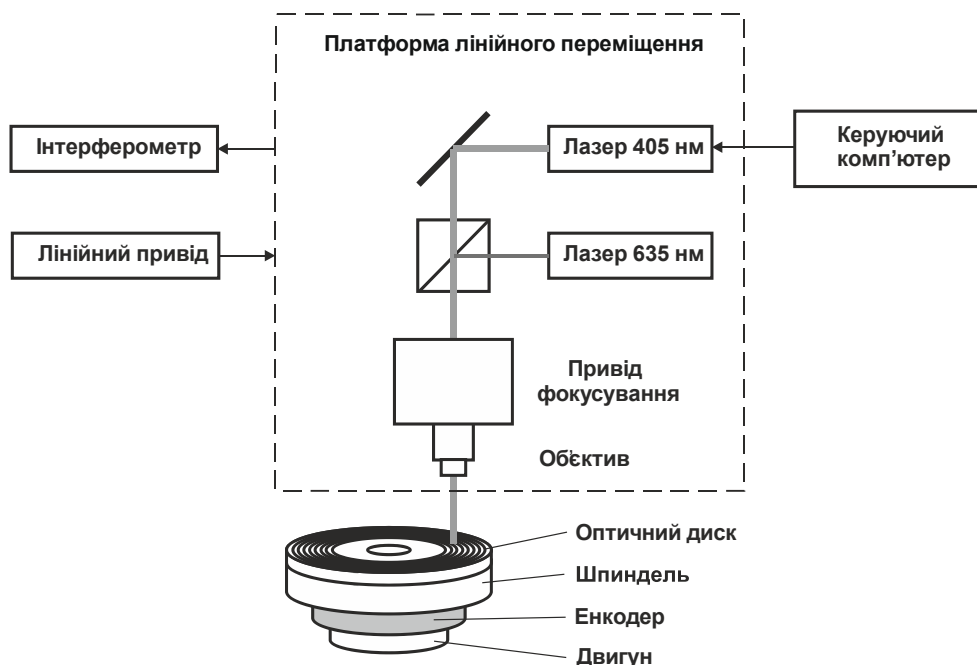 Платформа лінійного переміщення
Інтерферометр
Лазер 405 нм
Керуючий
комп’ютер
Лінійний привід
Лазер 635 нм
Привід
фокусування
Об'єктив
Оптичний диск
Шпиндель
Енкодер
Двигун